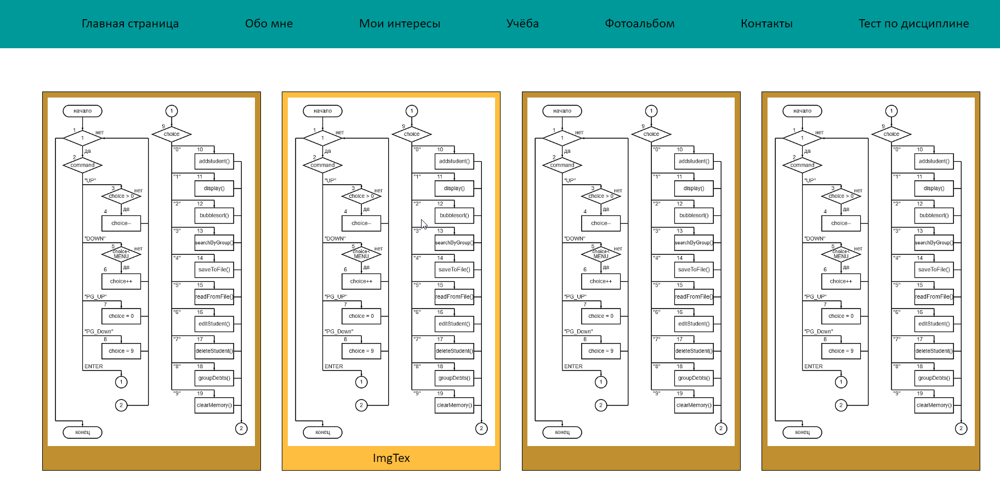 Главная страница Обо мне Мои интересы Учёба Фотоальбом Контакты Тест по дисциплине
начало
1
1
нет
да
2
command
"UP"
3
choice > 0
нет
да
4
choice--
"DOWN"
5
choice<
MENU
нет
да
6
choice++
"PG_UP"
7
choice = 0
"PG_Down"
8
choice = 9
ENTER
1
2
конец
1
9
choice
"0" 10
addstudent()
"1" 11
display()
"2" 12
bubblesort()
"3" 13
searchByGroup()
"4" 14
saveToFile()
"5" 15
readFromFile()
"6" 16
editStudent()
"7" 17
deleteStudent()
"8" 18
groupDebts()
"9" 19
clearMemory()
2
начало
1
1
нет
да
2
command
"UP"
3
choice > 0
нет
да
4
choice--
"DOWN"
5
choice<
MENU
нет
да
6
choice++
"PG_UP"
7
choice = 0
"PG_Down"
8
choice = 9
ENTER
1
2
конец
1
9
choice
"0" 10
addstudent()
"1" 11
display()
"2" 12
bubblesort()
"3" 13
searchByGroup()
"4" 14
saveToFile()
"5" 15
readFromFile()
"6" 16
editStudent()
"7" 17
deleteStudent()
"8" 18
groupDebts()
"9" 19
clearMemory()
2
ImgTex
начало
1
1
нет
да
2
command
"UP"
3
choice > 0
нет
да
4
choice--
"DOWN"
5
choice<
MENU
нет
да
6
choice++
"PG_UP"
7
choice = 0
"PG_Down"
8
choice = 9
ENTER
1
2
конец
1
9
choice
"0" 10
addstudent()
"1" 11
display()
"2" 12
bubblesort()
"3" 13
searchByGroup()
"4" 14
saveToFile()
"5" 15
readFromFile()
"6" 16
editStudent()
"7" 17
deleteStudent()
"8" 18
groupDebts()
"9" 19
clearMemory()
2
начало
1
1
нет
да
2
command
"UP"
3
choice > 0
нет
да
4
choice--
"DOWN"
5
choice<
MENU
нет
да
6
choice++
"PG_UP"
7
choice = 0
"PG_Down"
8
choice = 9
ENTER
1
2
конец
1
9
choice
"0" 10
addstudent()
"1" 11
display()
"2" 12
bubblesort()
"3" 13
searchByGroup()
"4" 14
saveToFile()
"5" 15
readFromFile()
"6" 16
editStudent()
"7" 17
deleteStudent()
"8" 18
groupDebts()
"9" 19
clearMemory()
2